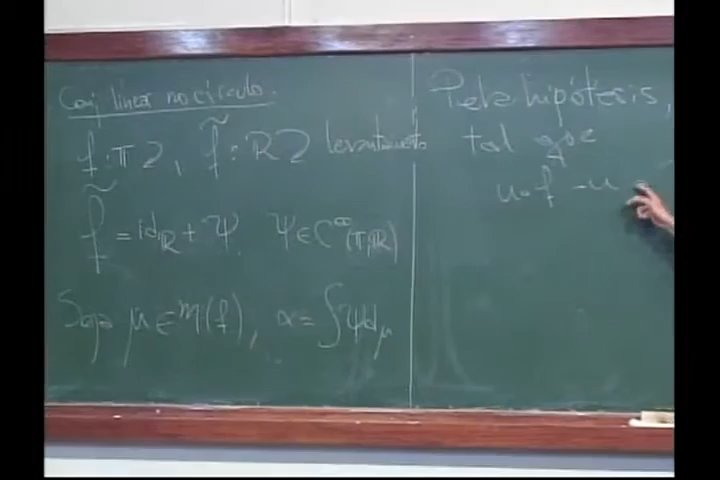 Conj. linear no círculo.
f: 𝕋 ↻, f̃: ℝ ↻ levantamento
f̃ = id_ℝ + ψ. ψ ∈ C^∞(𝕋,ℝ)
Seja μ ∈ M(f), α = ∫ψdμ
Pela hipótesis,
tal que
u∘f - u